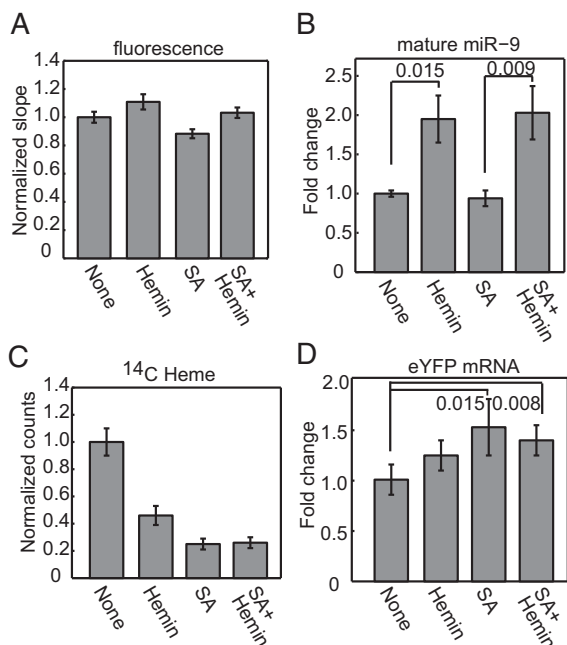 A
fluorescence
Normalized slope
1.4
1.2
1.0
0.8
0.6
0.4
0.2
0
None
Hemin
SA
SA+
Hemin
B
mature miR-9
Fold change
2.5
2.0
1.5
1.0
0.5
0
0.015
0.009
None
Hemin
SA
SA+
Hemin
C
14C Heme
Normalized counts
1.4
1.2
1.0
0.8
0.6
0.4
0.2
0
None
Hemin
SA
SA+
Hemin
D
eYFP mRNA
Fold change
2.0
1.5
1.0
0.5
0
0.015 0.008
None
Hemin
SA
SA+
Hemin